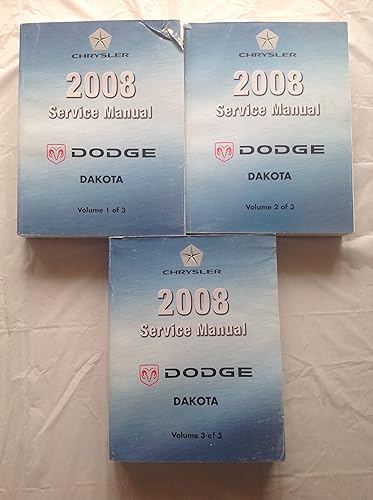 CHRYSLER
2008
Service Manual
DODGE
DAKOTA
Volume 1 of 3
CHRYSLER
2008
Service Manual
DODGE
DAKOTA
Volume 2 of 3
CHRYSLER
2008
Service Manual
DODGE
DAKOTA
Volume 3 of 3